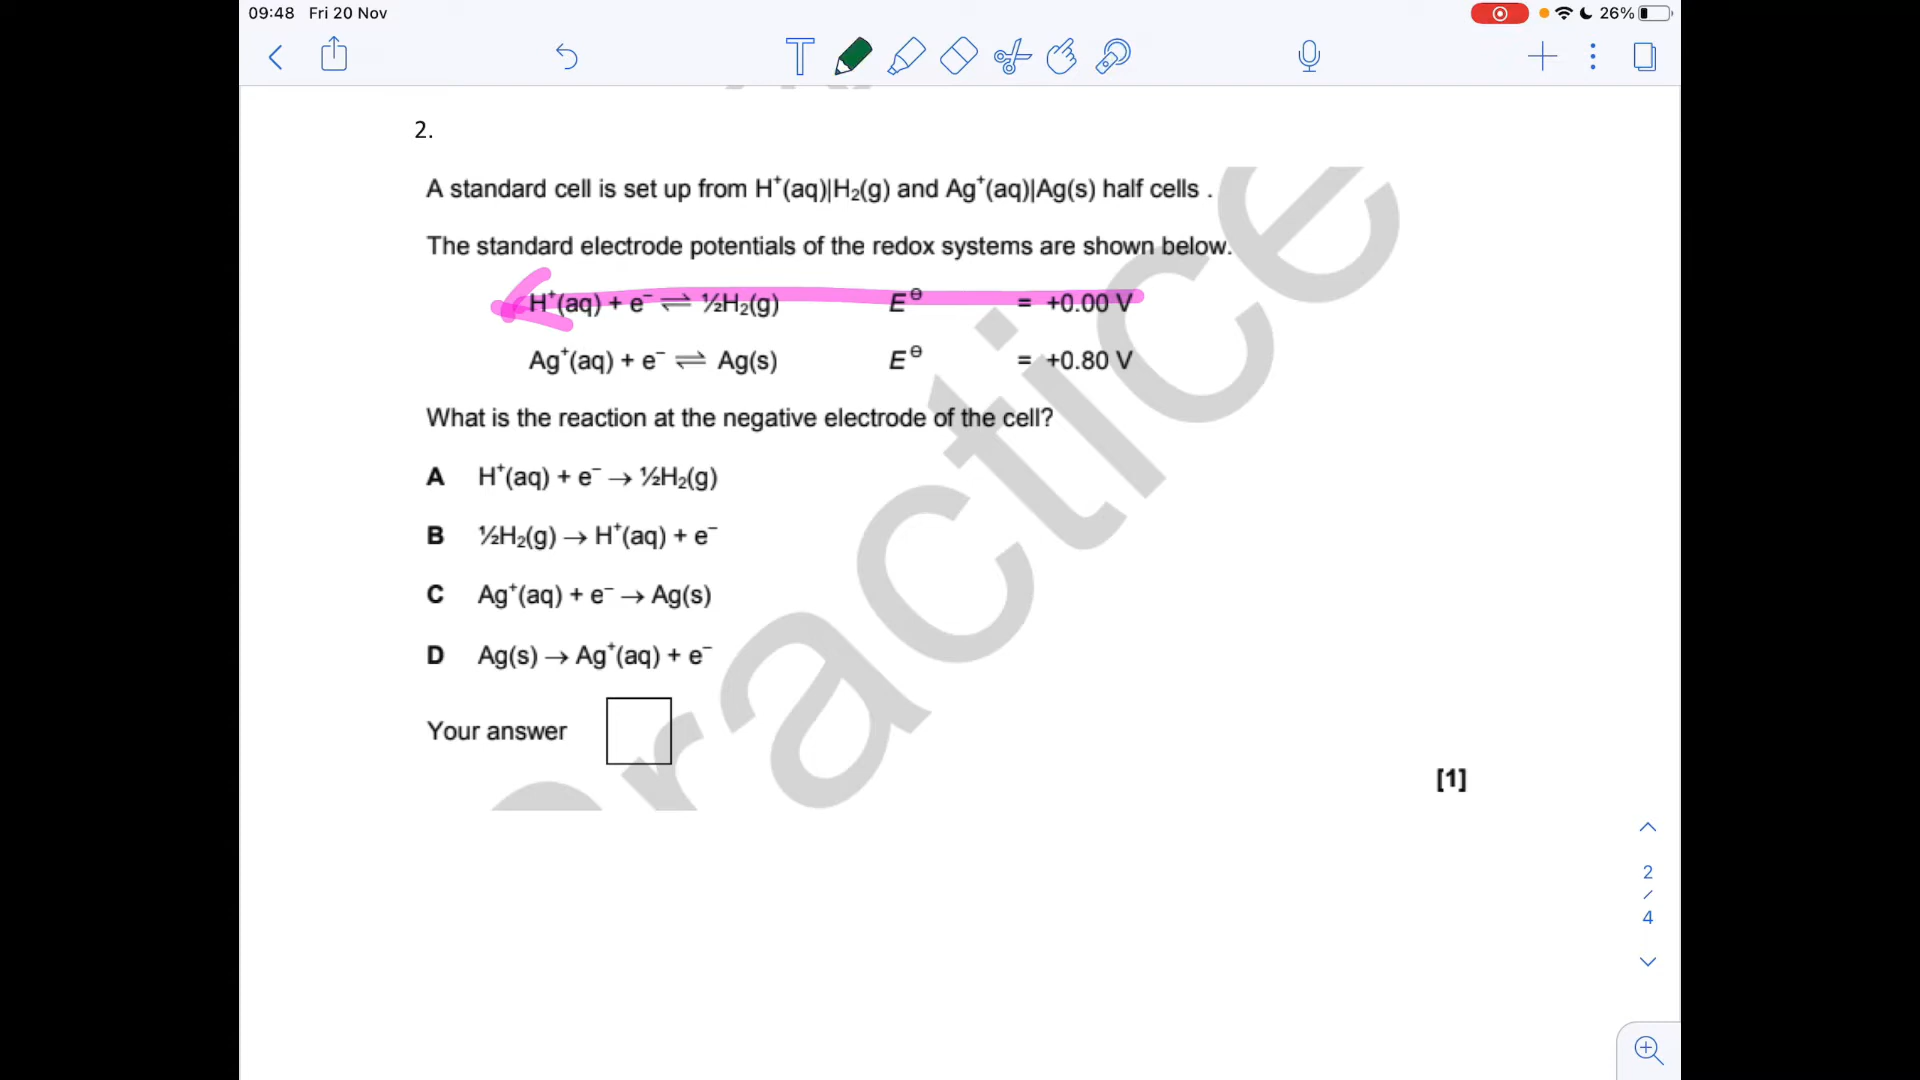 09:48 Fri 20 Nov 26%
2.
A standard cell is set up from H⁺(aq)|H₂(g) and Ag⁺(aq)|Ag(s) half cells .
The standard electrode potentials of the redox systems are shown below.
H⁺(aq) + e⁻ ⇌ ½H₂(g) E⊖ = +0.00 V
Ag⁺(aq) + e⁻ ⇌ Ag(s) E⊖ = +0.80 V
What is the reaction at the negative electrode of the cell?
A H⁺(aq) + e⁻ → ½H₂(g)
B ½H₂(g) → H⁺(aq) + e⁻
C Ag⁺(aq) + e⁻ → Ag(s)
D Ag(s) → Ag⁺(aq) + e⁻
Your answer
[1]
2
/
4
ractice